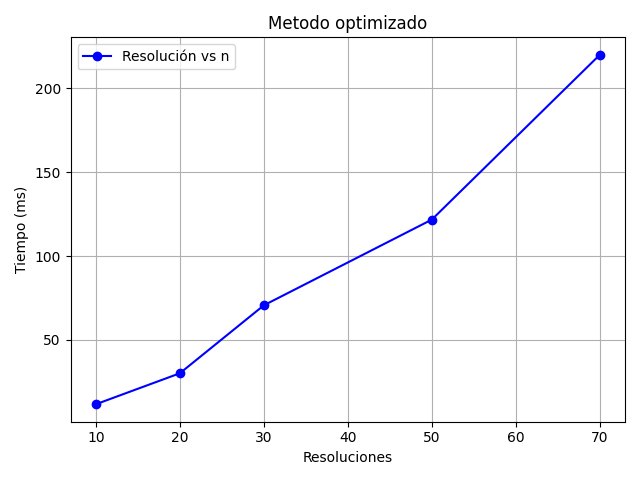 Metodo optimizado
Resolución vs n
Tiempo (ms)
200
150
100
50
10 20 30 40 50 60 70
Resoluciones